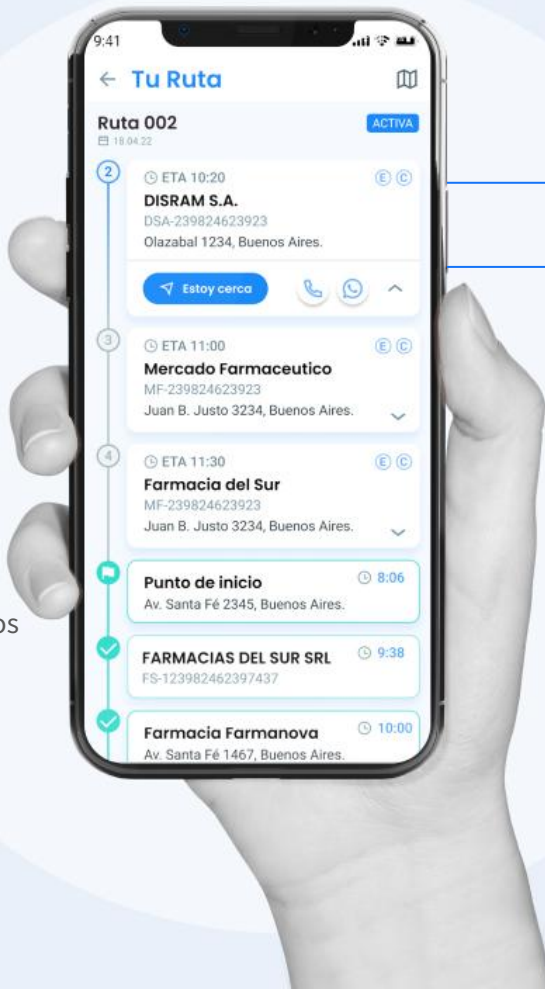 9:41
Tu Ruta
Ruta 002
ACTIVA
18.04.22
2
ETA 10:20
E C
DISRAM S.A.
DSA-239824623923
Olazabal 1234, Buenos Aires.
Estoy cerca
3
ETA 11:00
E C
Mercado Farmaceutico
MF-239824623923
Juan B. Justo 3234, Buenos Aires.
4
ETA 11:30
E C
Farmacia del Sur
MF-239824623923
Juan B. Justo 3234, Buenos Aires.
Punto de inicio
8:06
Av. Santa Fé 2345, Buenos Aires.
os
FARMACIAS DEL SUR SRL
9:38
FS-123982462397437
Farmacia Farmanova
10:00
Av. Santa Fé 1467, Buenos Aires.